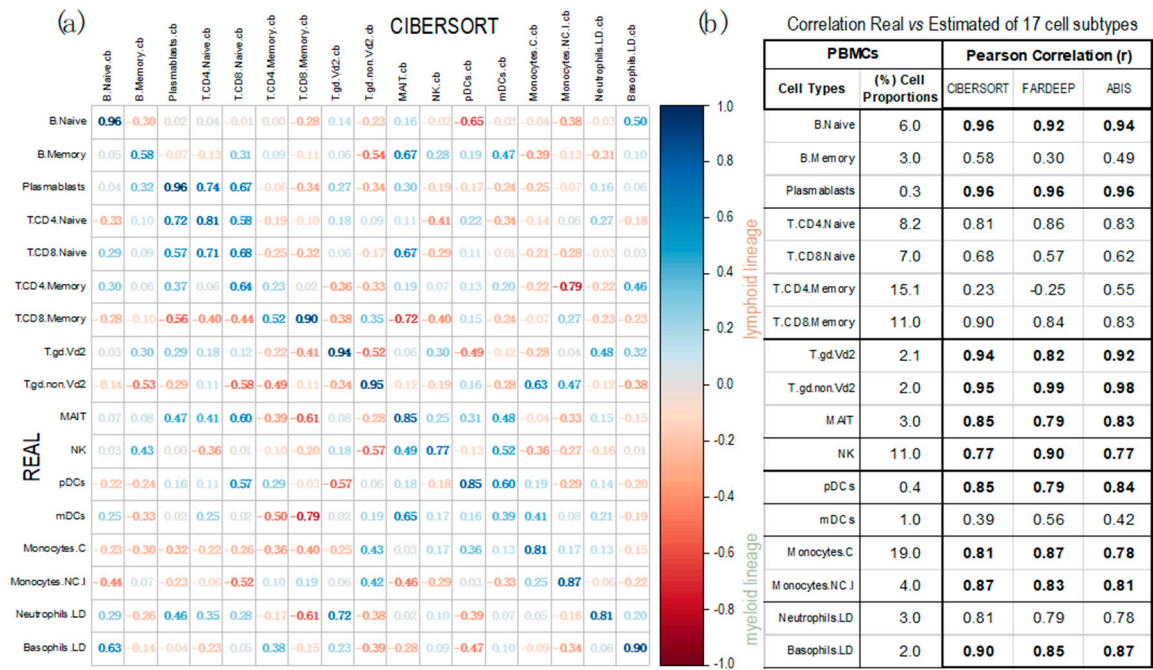 (a)
CIBERSORT
B.Naive.cb
B.Memory.cb
Plasmablasts.cb
T.CD4.Naive.cb
T.CD8.Naive.cb
T.CD4.Memory.cb
T.CD8.Memory.cb
T.gd.Vd2.cb
T.gd.non.Vd2.cb
MAIT.cb
NK.cb
pDCs.cb
mDCs.cb
Monocytes.C.cb
Monocytes.NC.I.cb
Neutrophils.LD.cb
Basophils.LD.cb
REAL
B.Naive 0.96 −0.30 0.02 0.04 −0.01 0.00 −0.28 0.14 −0.23 0.16 −0.02 −0.65 −0.38 −0.03 0.50
B.Memory 0.05 0.58 −0.07 −0.13 0.31 0.09 −0.11 0.06 −0.54 0.67 0.28 0.19 0.47 −0.39 −0.13 −0.31 0.10
Plasmablasts 0.04 0.32 0.96 0.74 0.67 −0.06 −0.34 0.27 −0.34 0.30 −0.19 −0.17 −0.24 −0.25 −0.07 0.16 0.06
T.CD4.Naive −0.33 0.10 0.72 0.81 0.58 −0.19 −0.10 0.18 0.09 0.11 −0.41 0.22 −0.34 −0.14 0.06 0.27 −0.18
T.CD8.Naive 0.29 0.09 0.57 0.71 0.68 −0.25 −0.32 0.06 −0.17 0.67 −0.29 0.11 −0.01 −0.21 −0.28 −0.03 0.15
T.CD4.Memory 0.30 0.06 0.37 0.06 0.64 0.23 0.02 −0.36 −0.33 0.19 −0.02 0.13 0.20 −0.22 −0.79 −0.22 0.46
T.CD8.Memory −0.28 −0.10 −0.56 −0.40 −0.44 0.52 0.90 −0.38 0.35 −0.72 −0.40 0.15 −0.24 −0.07 0.27 −0.23 −0.23
T.gd.Vd2 0.03 0.30 0.29 0.18 0.12 −0.22 −0.41 0.94 −0.52 0.46 0.30 −0.49 −0.12 −0.28 0.04 0.48 0.32
T.gd.non.Vd2 −0.14 −0.53 −0.29 0.11 −0.58 −0.49 −0.11 −0.34 0.95 −0.12 −0.19 0.16 −0.28 0.63 0.47 −0.12 −0.38
MAIT 0.07 0.08 0.47 0.41 0.60 −0.39 −0.61 0.08 −0.28 0.85 0.25 0.31 0.48 −0.04 −0.33 0.15 −0.15
NK 0.03 0.43 0.00 −0.36 0.01 −0.10 −0.20 0.18 −0.57 0.49 0.77 −0.13 0.52 −0.36 −0.27 −0.16 0.01
pDCs −0.22 −0.24 0.16 0.11 0.57 0.29 −0.03 −0.57 0.06 0.18 −0.18 0.85 0.60 −0.19 −0.29 0.14 −0.20
mDCs 0.25 −0.33 0.02 0.25 −0.02 −0.50 −0.79 0.02 0.19 0.65 0.17 0.16 0.39 0.41 0.08 0.21 −0.19
Monocytes.C −0.23 −0.30 −0.32 −0.22 −0.26 −0.36 −0.40 −0.25 0.43 0.03 0.17 0.36 0.13 0.81 0.17 0.13 −0.15
Monocytes.NC.I −0.44 0.07 −0.23 −0.06 −0.52 0.10 0.19 0.06 0.42 −0.46 −0.29 0.03 −0.33 0.25 0.87 −0.06 −0.22
Neutrophils.LD 0.29 −0.26 0.46 0.35 0.28 −0.17 −0.61 0.72 −0.38 0.02 −0.39 0.07 0.05 −0.16 0.81 0.20
Basophils.LD 0.63 −0.14 −0.04 −0.23 −0.05 0.38 −0.15 0.23 −0.39 −0.28 0.07 −0.47 −0.10 −0.34 0.06 0.90
1.0
0.8
0.6
0.4
0.2
0.0
-0.2
-0.4
-0.6
-0.8
-1.0
lymphoid lineage
myeloid lineage
(b)
Correlation Real vs Estimated of 17 cell subtypes
PBMCs Pearson Correlation (r)
Cell Types (%) Cell Proportions CIBERSORT FARDEEP ABIS
B.Naive 6.0 0.96 0.92 0.94
B.Memory 3.0 0.58 0.30 0.49
Plasmablasts 0.3 0.96 0.96 0.96
T.CD4.Naive 8.2 0.81 0.86 0.83
T.CD8.Naive 7.0 0.68 0.57 0.62
T.CD4.Memory 15.1 0.23 -0.25 0.55
T.CD8.Memory 11.0 0.90 0.84 0.83
T.gd.Vd2 2.1 0.94 0.82 0.92
T.gd.non.Vd2 2.0 0.95 0.99 0.98
MAIT 3.0 0.85 0.79 0.83
NK 11.0 0.77 0.90 0.77
pDCs 0.4 0.85 0.79 0.84
mDCs 1.0 0.39 0.56 0.42
Monocytes.C 19.0 0.81 0.87 0.78
Monocytes.NC.I 4.0 0.87 0.83 0.81
Neutrophils.LD 3.0 0.81 0.79 0.78
Basophils.LD 2.0 0.90 0.85 0.87